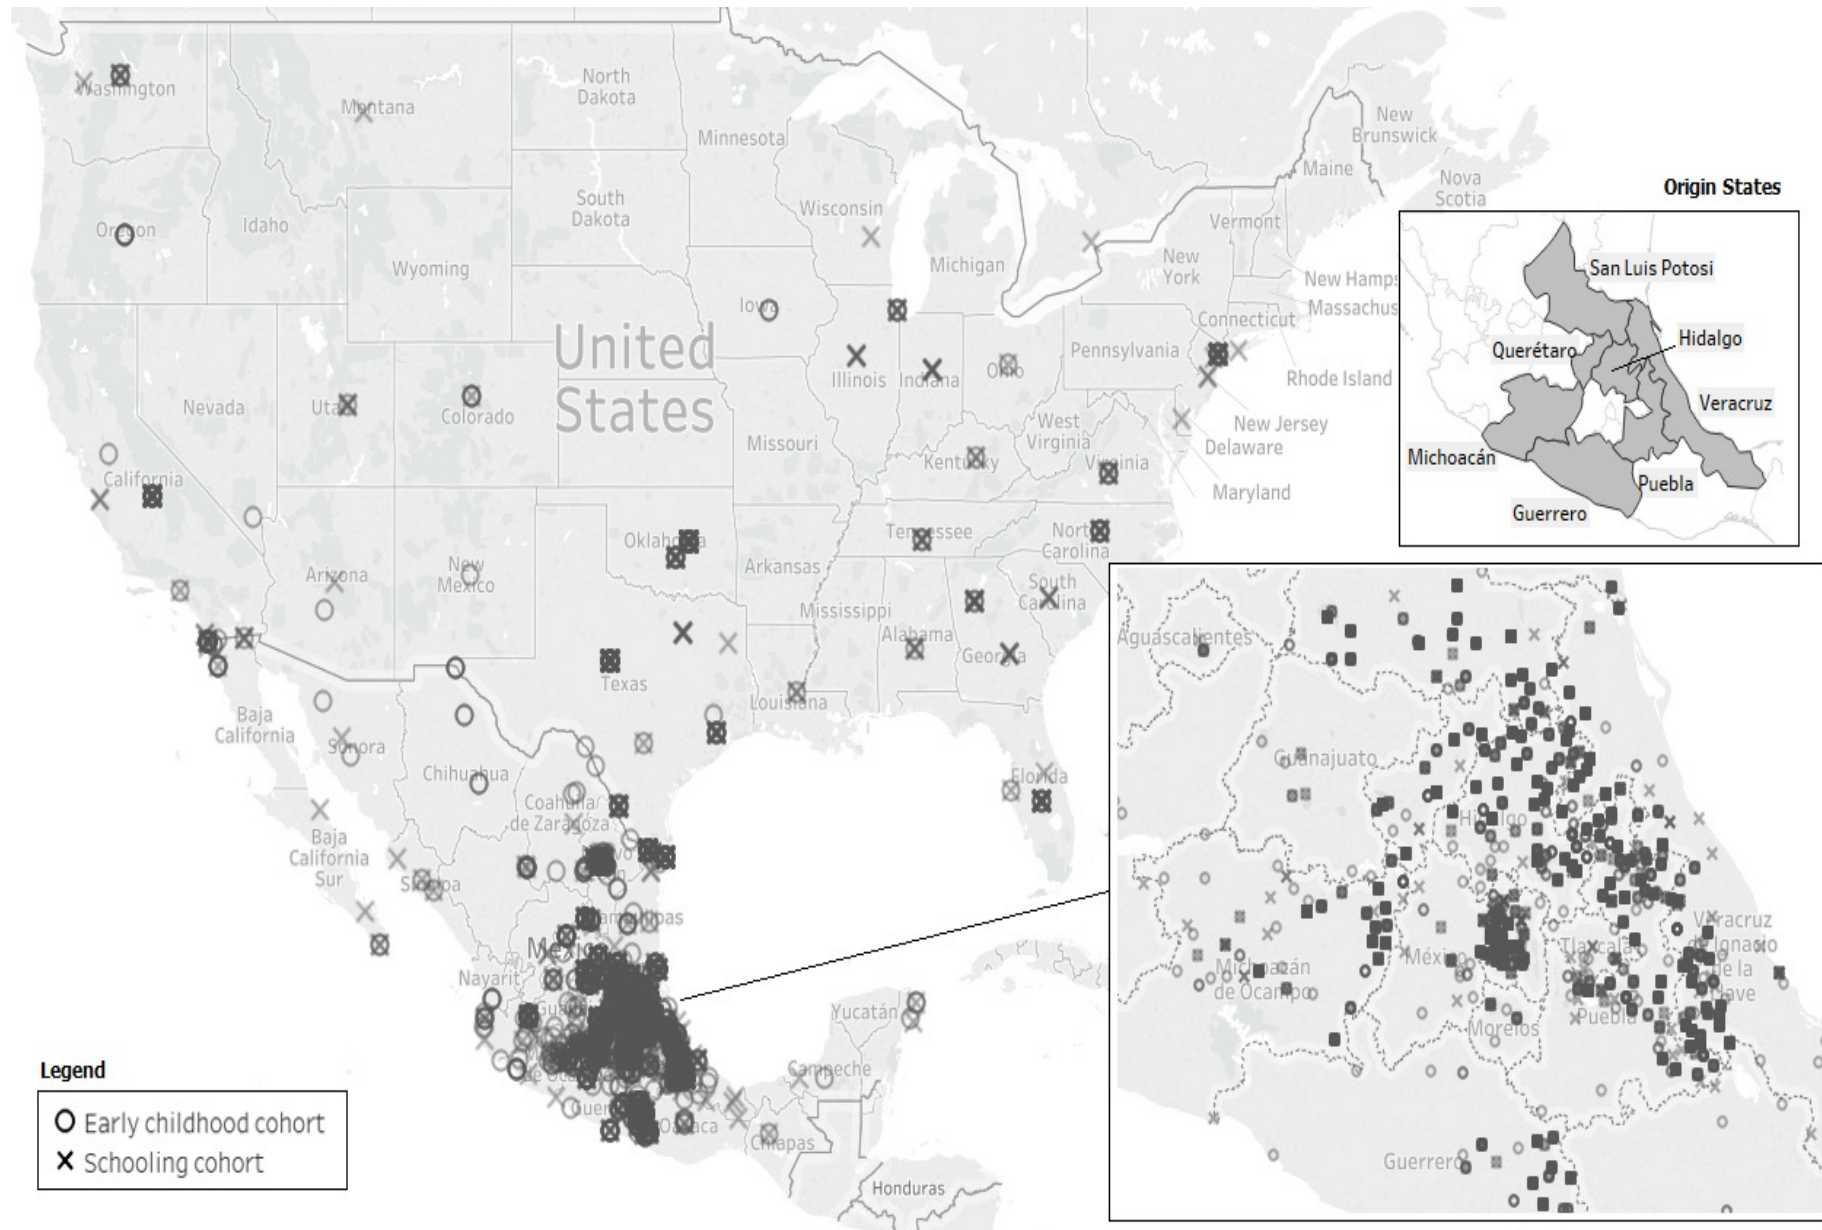 Washington
Montana
North
Dakota
Minnesota
New
Brunswick
Maine
Nova
Scotia
Oregon
Idaho
South
Dakota
Wisconsin
Vermont
Wyoming
Michigan
New
York
New Hamps
Massachus
Iowa
Connecticut
United
States
Pennsylvania
Rhode Island
Nevada
Utah
Colorado
Illinois
Indiana
Ohio
West
Virginia
New Jersey
Delaware
Missouri
Kentucky
Virginia
Maryland
California
Oklahoma
Tennessee
North
Carolina
Arizona
New
Mexico
Arkansas
South
Carolina
Mississippi
Alabama
Georgia
Texas
Louisiana
Baja
California
Sonora
Chihuahua
Coahuila
de Zaragoza
Florida
Baja
California
Sur
Sinaloa
Tamaulipas
México
Nayarit
Yucatán
Campeche
Oaxaca
Chiapas
Honduras
Legend
Early childhood cohort
Schooling cohort
Origin States
San Luis Potosi
Hidalgo
Querétaro
Veracruz
Michoacán
Puebla
Guerrero
Aguascalientes
Guanajuato
Hidalgo
Veracruz
de Ignacio
de la
Llave
México
Tlaxcala
Michoacán
de Ocampo
Morelos
Puebla
Guerrero